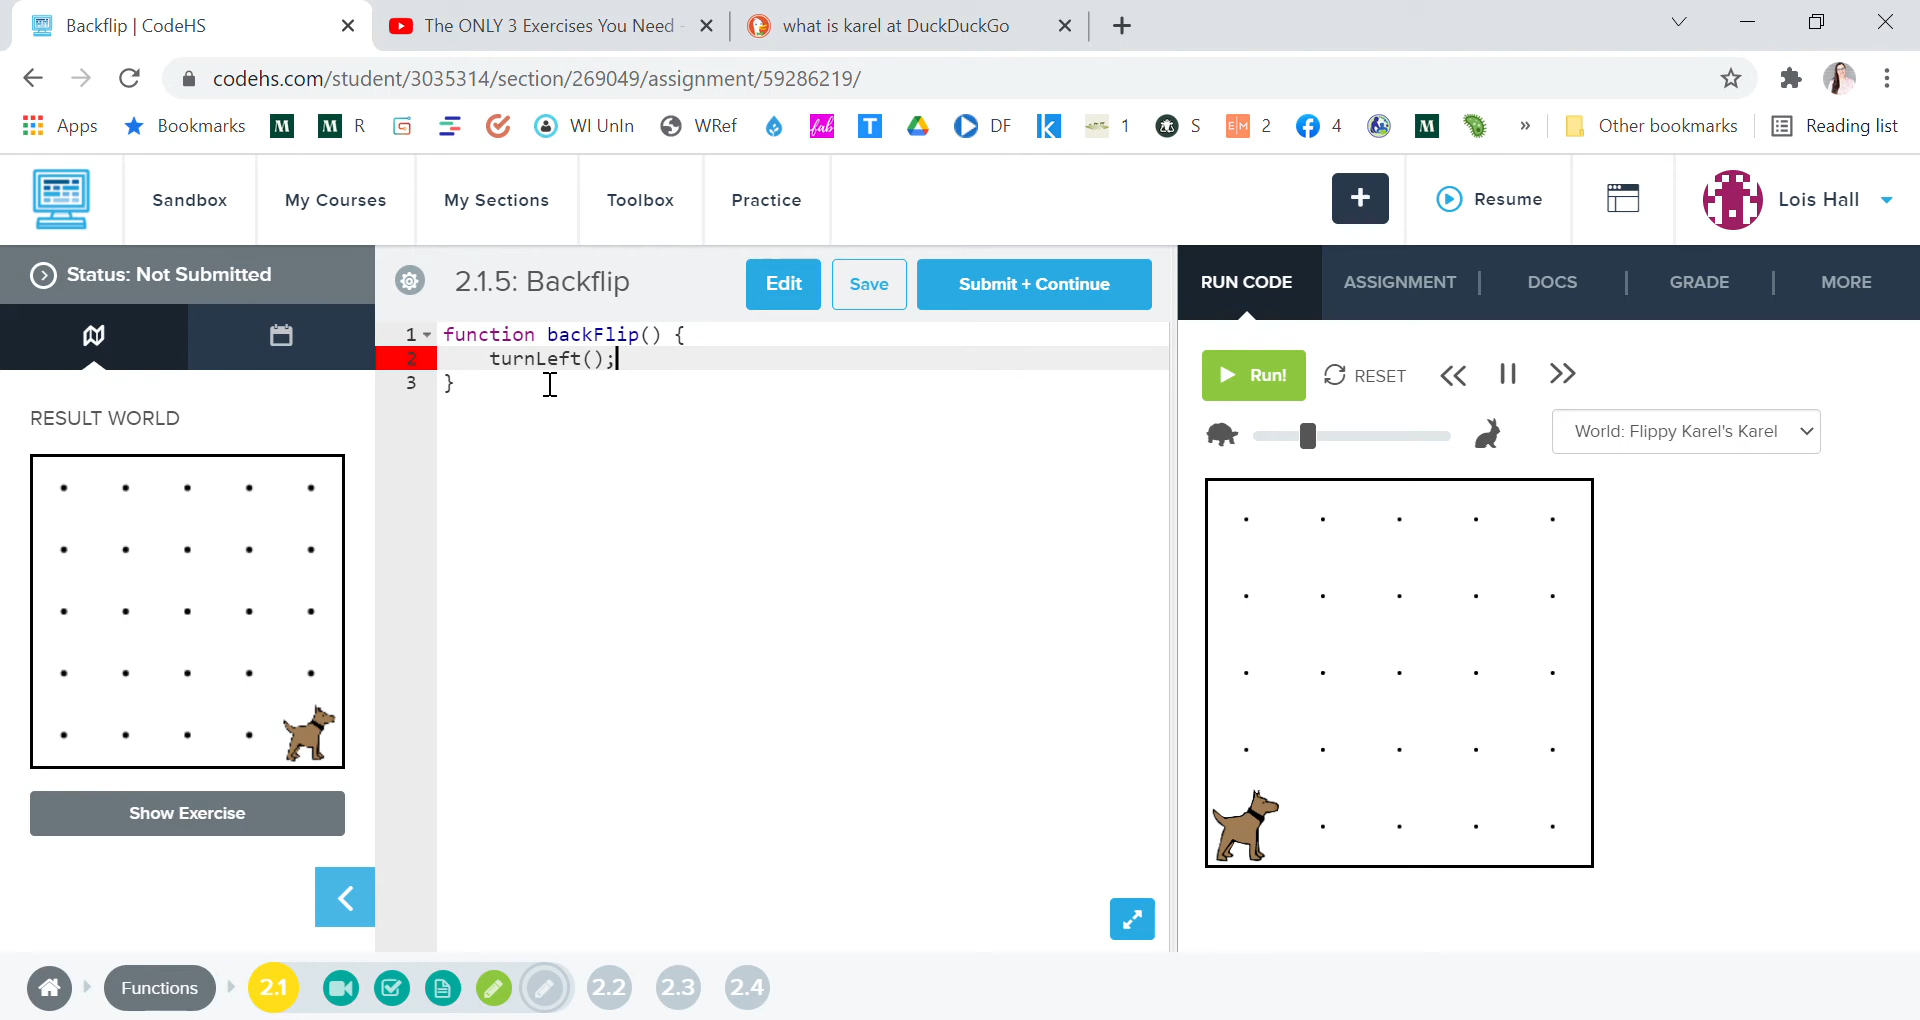 Backflip | CodeHS
The ONLY 3 Exercises You Need -
what is karel at DuckDuckGo
codehs.com/student/3035314/section/269049/assignment/59286219/
Apps
Bookmarks
M
M R
WI UnIn
WRef
fab
T
DF
K
1
S
E|M 2
4
M
»
Other bookmarks
Reading list
Sandbox
My Courses
My Sections
Toolbox
Practice
+
Resume
Lois Hall
Status: Not Submitted
2.1.5: Backflip
Edit
Save
Submit + Continue
RUN CODE
ASSIGNMENT
DOCS
GRADE
MORE
RESULT WORLD
Show Exercise
1 function backFlip() {
2 turnLeft();
3 }
Run!
RESET
World: Flippy Karel's Karel
Functions
2.1
2.2
2.3
2.4